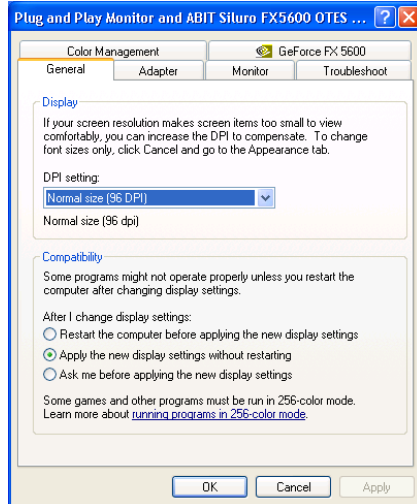 Plug and Play Monitor and ABIT Siluro FX5600 OTES ...
Color Management
GeForce FX 5600
General
Adapter
Monitor
Troubleshoot
Display
If your screen resolution makes screen items too small to view
comfortably, you can increase the DPI to compensate. To change
font sizes only, click Cancel and go to the Appearance tab.
DPI setting:
Normal size (96 DPI)
Normal size (96 dpi)
Compatibility
Some programs might not operate properly unless you restart the
computer after changing display settings.
After I change display settings:
Restart the computer before applying the new display settings
Apply the new display settings without restarting
Ask me before applying the new display settings
Some games and other programs must be run in 256-color mode.
Learn more about running programs in 256-color mode.
OK
Cancel
Apply